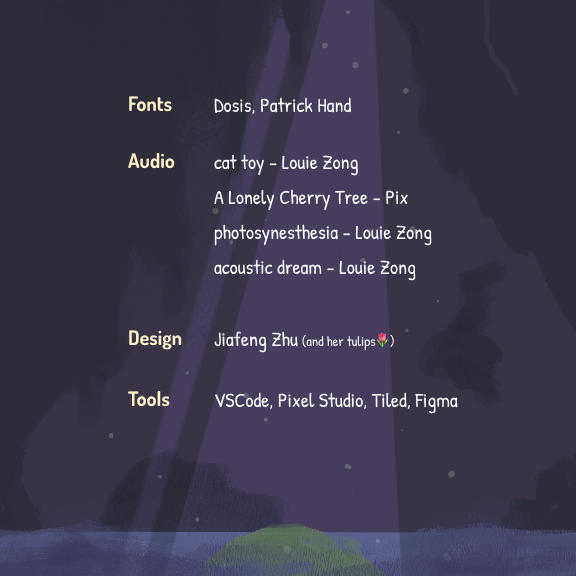 Fonts Dosis, Patrick Hand
Audio cat toy – Louie Zong
A Lonely Cherry Tree – Pix
photosynesthesia – Louie Zong
acoustic dream – Louie Zong
Design Jiafeng Zhu (and her tulips🌷)
Tools VSCode, Pixel Studio, Tiled, Figma